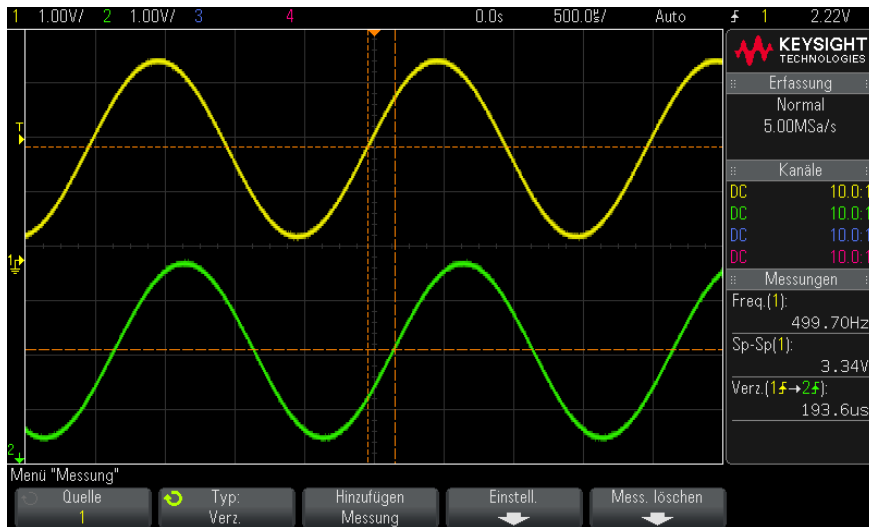 1 1.00V/ 2 1.00V/ 3 4 0.0s 500.0s/ Auto 1 2.22V
KEYSIGHT
TECHNOLOGIES
Erfassung
Normal
5.00MSa/s
Kanäle
DC 10.0:1
DC 10.0:1
DC 10.0:1
DC 10.0:1
Messungen
Freq.(1):
499.70Hz
Sp-Sp(1):
3.34V
Verz.(1→2):
193.6us
T
1
2
Menü "Messung"
Quelle
1
Typ:
Verz.
Hinzufügen
Messung
Einstell.
Mess. löschen